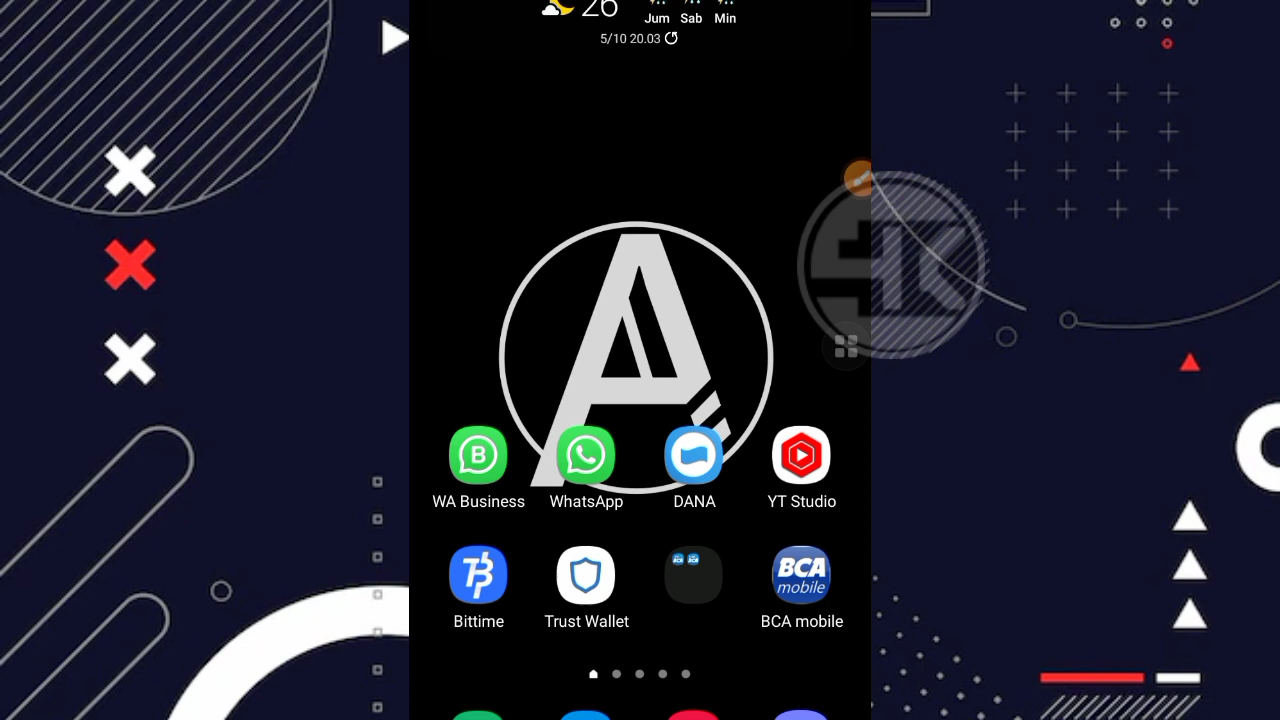 26
Jum Sab Min
5/10 20.03
A
WA Business WhatsApp DANA YT Studio
B
BCA mobile
Bittime Trust Wallet BCA mobile